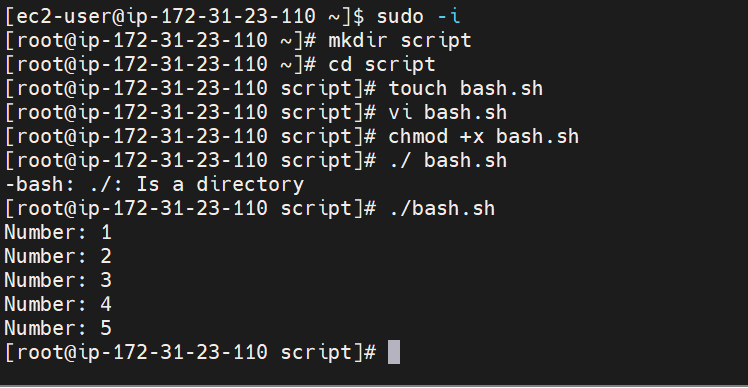 [ec2-user@ip-172-31-23-110 ~]$ sudo -i
[root@ip-172-31-23-110 ~]# mkdir script
[root@ip-172-31-23-110 ~]# cd script
[root@ip-172-31-23-110 script]# touch bash.sh
[root@ip-172-31-23-110 script]# vi bash.sh
[root@ip-172-31-23-110 script]# chmod +x bash.sh
[root@ip-172-31-23-110 script]# ./ bash.sh
-bash: ./: Is a directory
[root@ip-172-31-23-110 script]# ./bash.sh
Number: 1
Number: 2
Number: 3
Number: 4
Number: 5
[root@ip-172-31-23-110 script]#